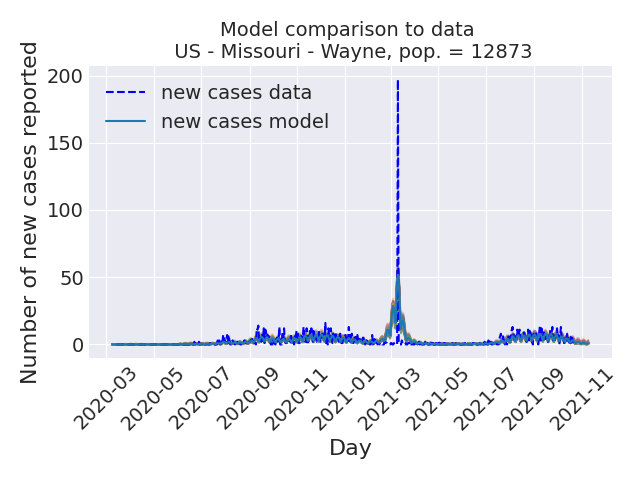 Model comparison to data
US - Missouri - Wayne, pop. = 12873
Number of new cases reported
200
150
100
50
0
new cases data
new cases model
2020-03
2020-05
2020-07
2020-09
2020-11
2021-01
2021-03
2021-05
2021-07
2021-09
2021-11
Day